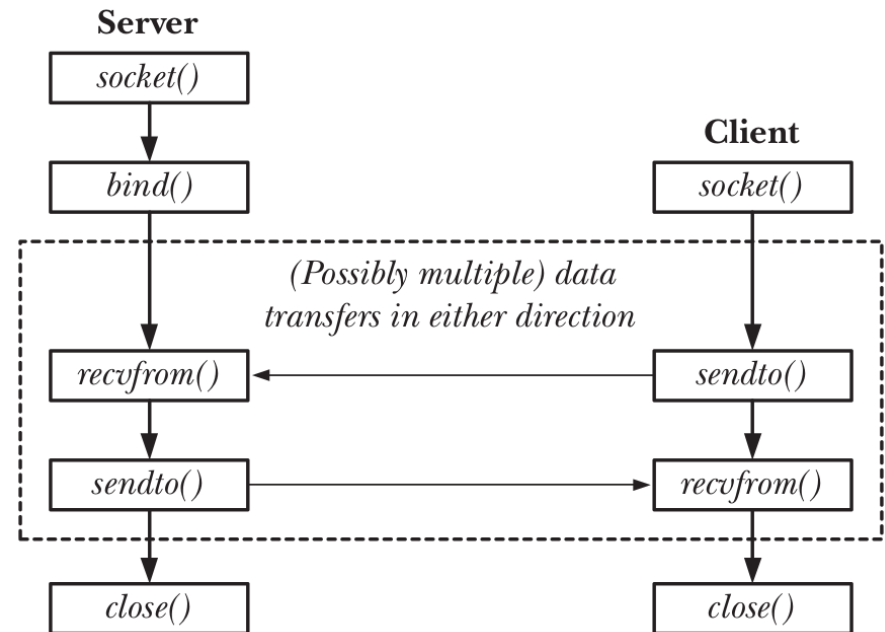 Server
socket()
Client
bind()
socket()
(Possibly multiple) data
transfers in either direction
recvfrom()
sendto()
sendto()
recvfrom()
close()
close()